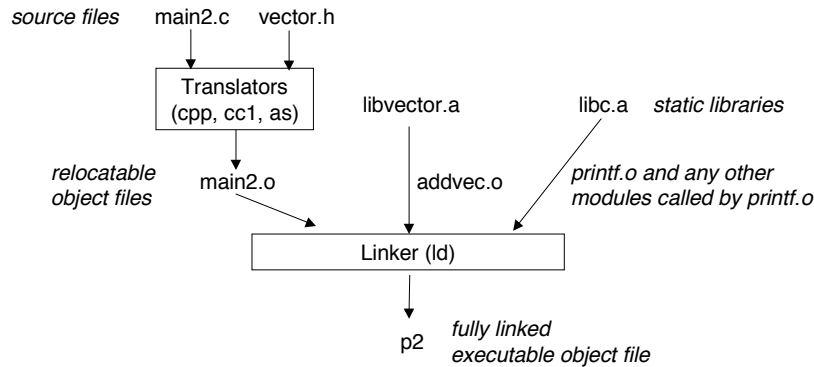 source files main2.c vector.h
Translators
(cpp, cc1, as)
libvector.a
libc.a static libraries
relocatable
object files
main2.o
addvec.o
printf.o and any other
modules called by printf.o
Linker (ld)
p2
fully linked
executable object file